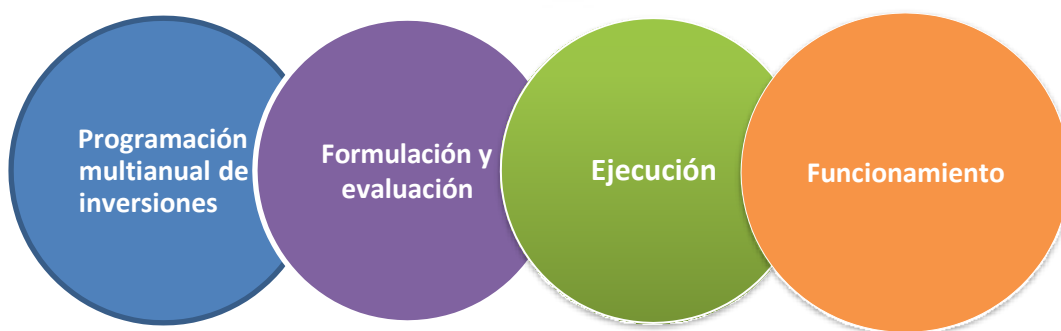 Programación
multianual de
inversiones
Formulación y
evaluación
Ejecución
Funcionamiento